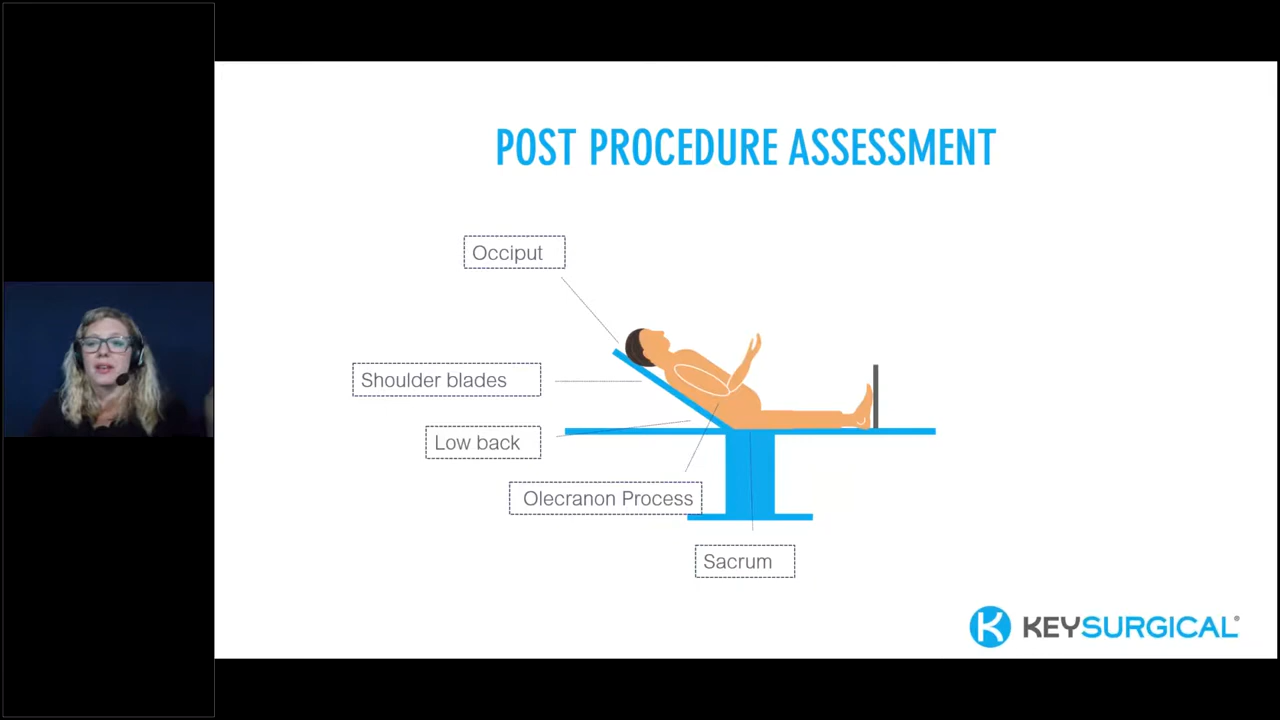 POST PROCEDURE ASSESSMENT
Occiput
Shoulder blades
Low back
Olecranon Process
Sacrum
K KEYSURGICAL®